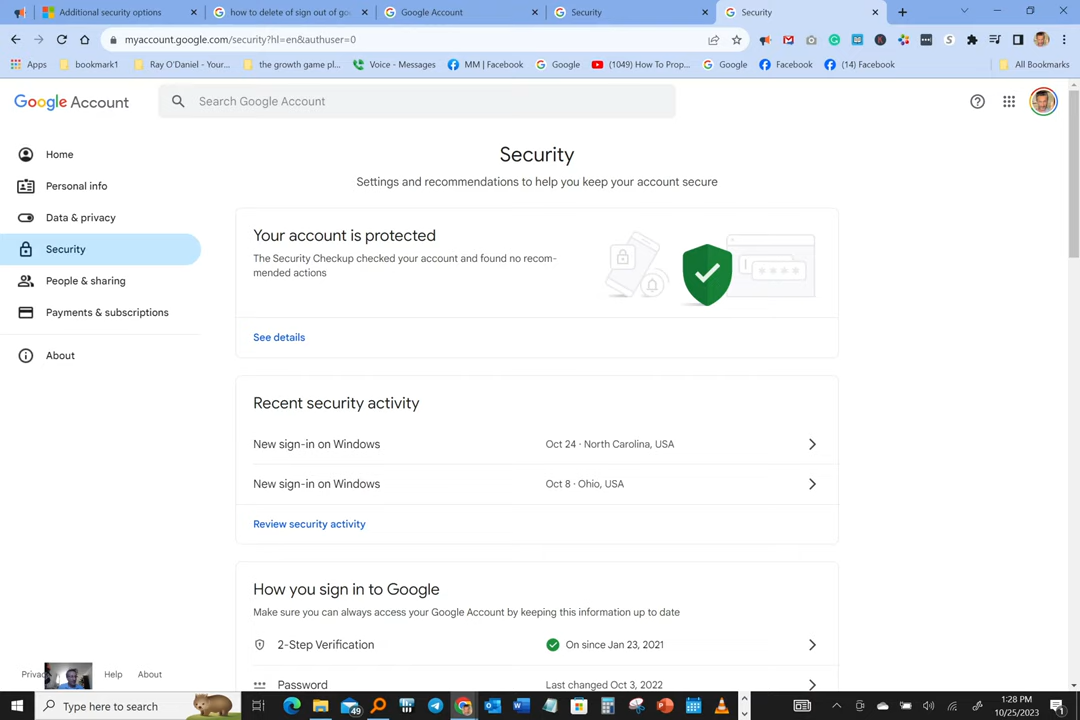 Additional security options
how to delete of sign out of go
Google Account
Security
Security
myaccount.google.com/security?hl=en&authuser=0
Apps
bookmark1
Ray O'Daniel - Your...
the growth game pl...
Voice - Messages
MM | Facebook
Google
(1049) How To Prop...
Google
Facebook
(14) Facebook
All Bookmarks
Google Account
Search Google Account
Home
Personal info
Data & privacy
Security
People & sharing
Payments & subscriptions
About
Security
Settings and recommendations to help you keep your account secure
Your account is protected
The Security Checkup checked your account and found no recom-
mended actions
See details
Recent security activity
New sign-in on Windows Oct 24 · North Carolina, USA
New sign-in on Windows Oct 8 · Ohio, USA
Review security activity
How you sign in to Google
Make sure you can always access your Google Account by keeping this information up to date
2-Step Verification On since Jan 23, 2021
Password Last changed Oct 3, 2022
Help About
Type here to search
49
1:28 PM
10/25/2023
1